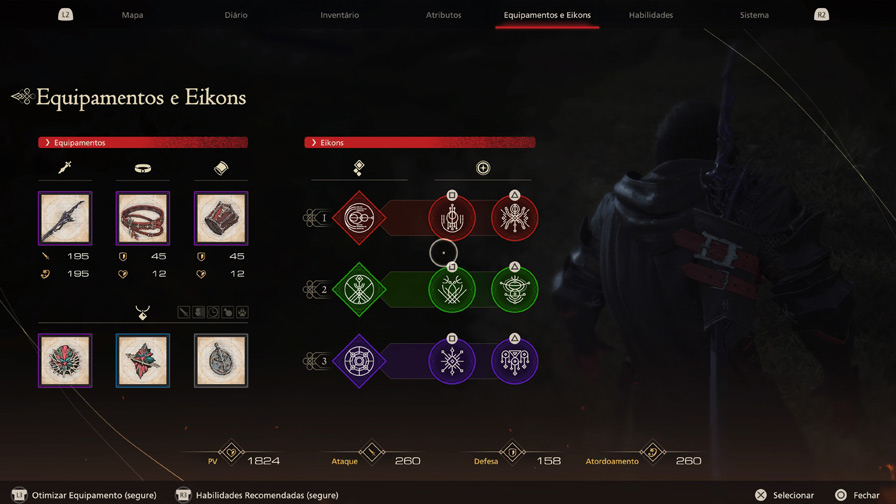 L2 Mapa Diário Inventário Atributos Equipamentos e Eikons Habilidades Sistema R2
Equipamentos e Eikons
Equipamentos
Eikons
1
195 45 45
195 12 12
2
3
PV 1824 Ataque 260 Defesa 158 Atordoamento 260
L3 Otimizar Equipamento (segure) R3 Habilidades Recomendadas (segure) Selecionar Fechar